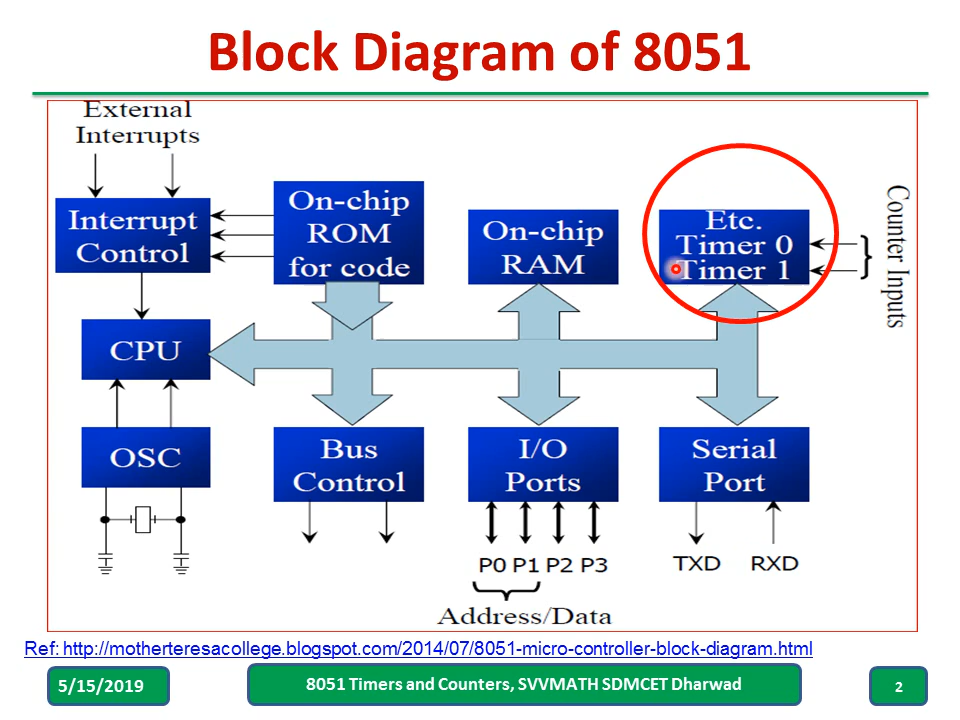 Block Diagram of 8051
External
Interrupts
Interrupt
Control
On-chip
ROM
for code
On-chip
RAM
Etc.
Timer 0
Timer 1
Counter Inputs
CPU
OSC
Bus
Control
I/O
Ports
Serial
Port
P0 P1 P2 P3
TXD RXD
Address/Data
Ref: http://motherteresacollege.blogspot.com/2014/07/8051-micro-controller-block-diagram.html
5/15/2019
8051 Timers and Counters, SVVMATH SDMCET Dharwad
2